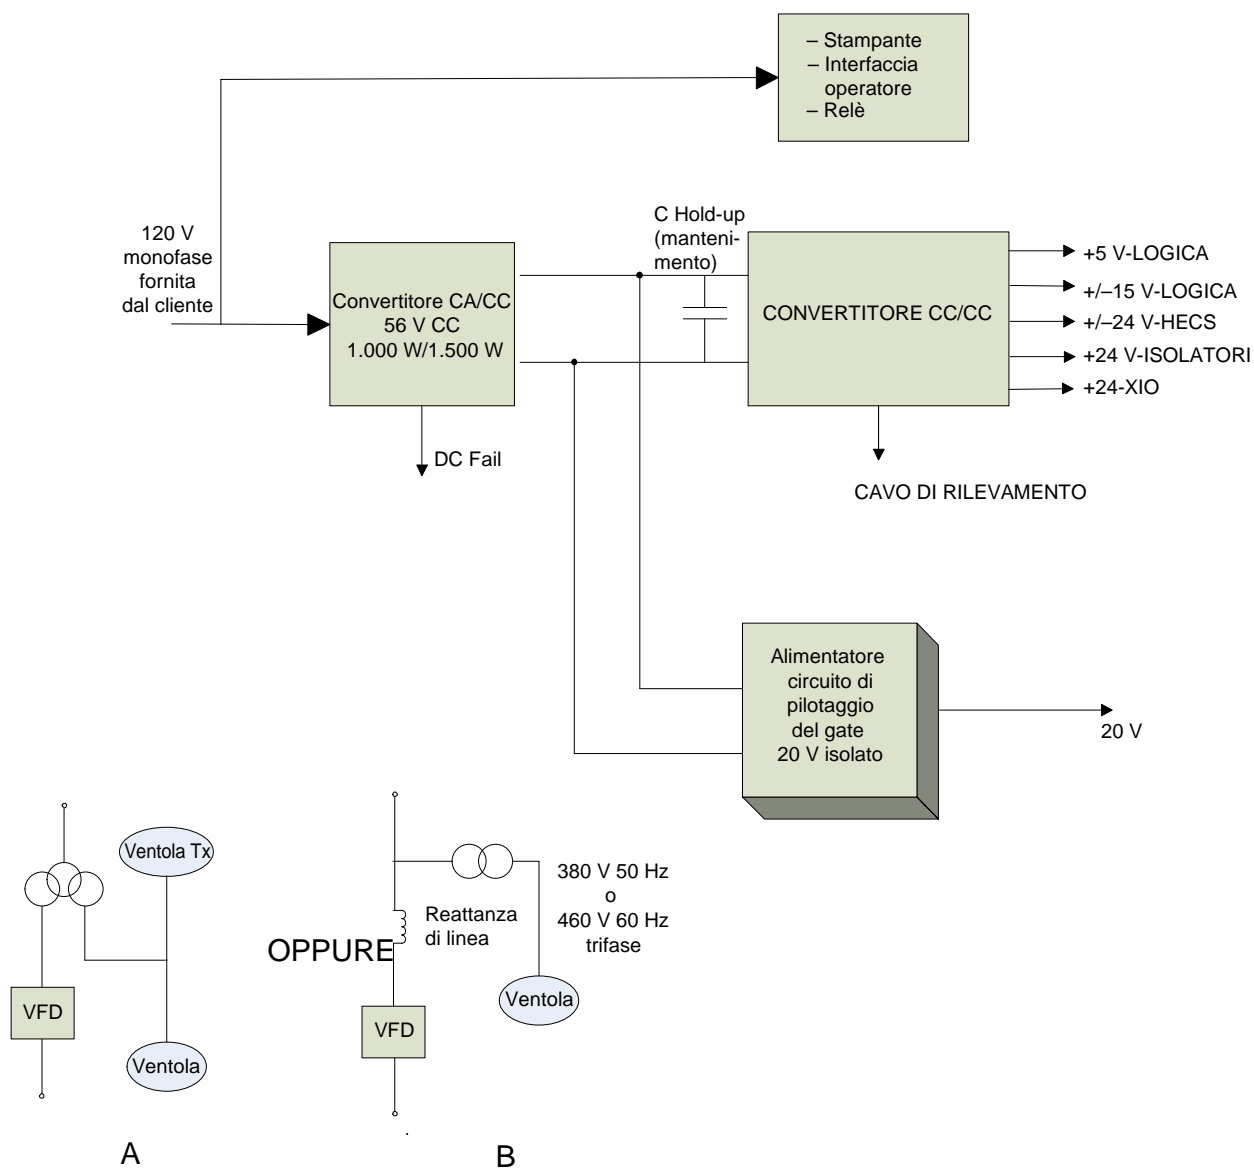 – Stampante
– Interfaccia
operatore
– Relè
120 V
monofase
fornita
dal cliente
Convertitore CA/CC
56 V CC
1.000 W/1.500 W
C Hold-up
(manteni-
mento)
CONVERTITORE CC/CC
+5 V-LOGICA
+/–15 V-LOGICA
+/–24 V-HECS
+24 V-ISOLATORI
+24-XIO
DC Fail
CAVO DI RILEVAMENTO
Alimentatore
circuito di
pilotaggio
del gate
20 V isolato
20 V
Ventola Tx
VFD
Ventola
A
OPPURE
Reattanza
di linea
380 V 50 Hz
o
460 V 60 Hz
trifase
Ventola
VFD
B